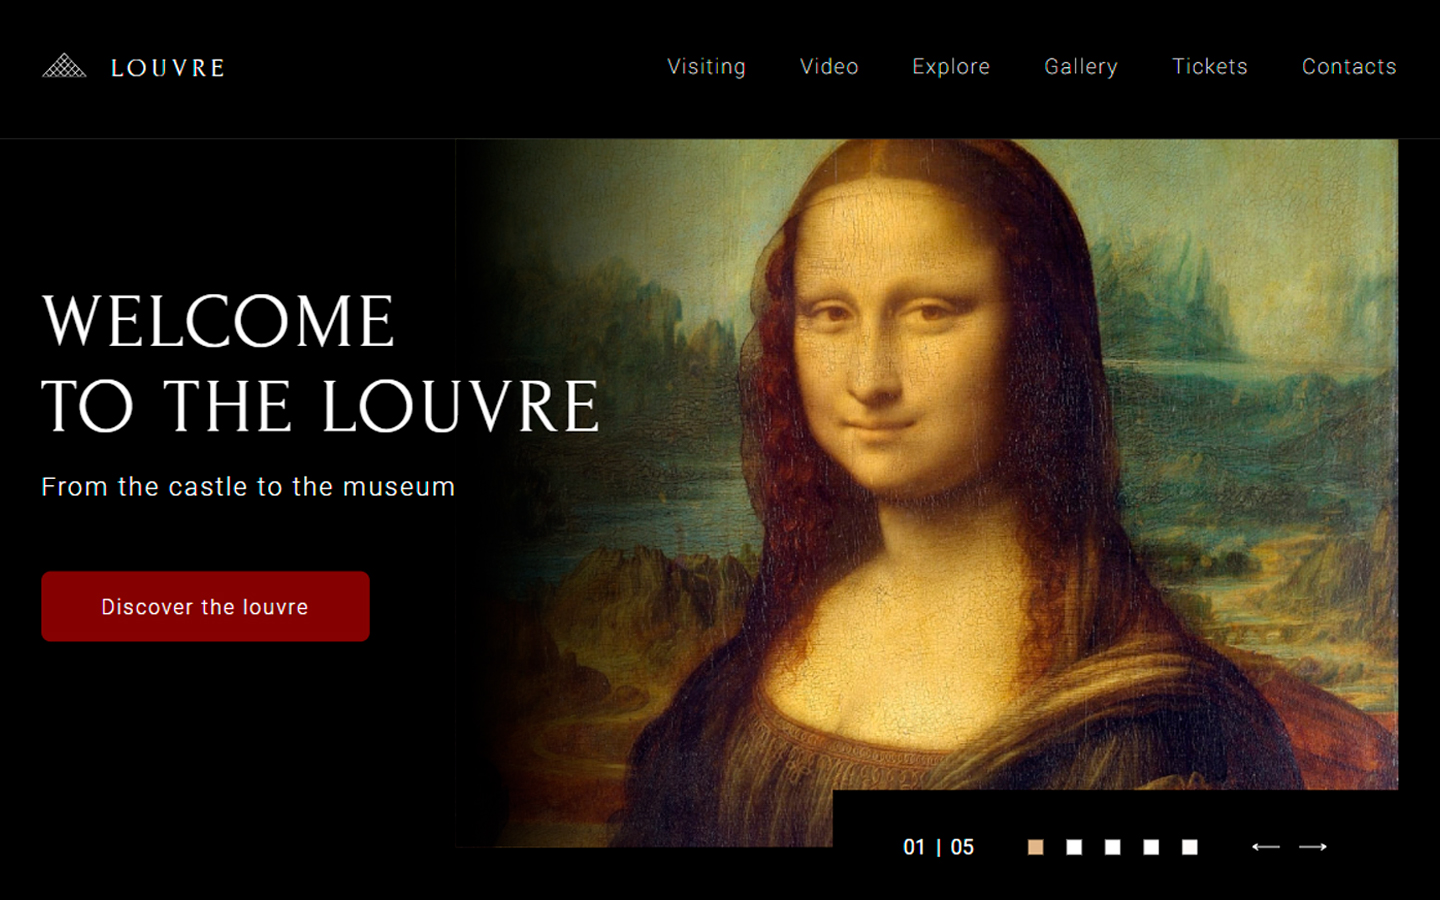 LOUVRE
Visiting Video Explore Gallery Tickets Contacts
WELCOME
TO THE LOUVRE
From the castle to the museum
Discover the louvre
01 | 05